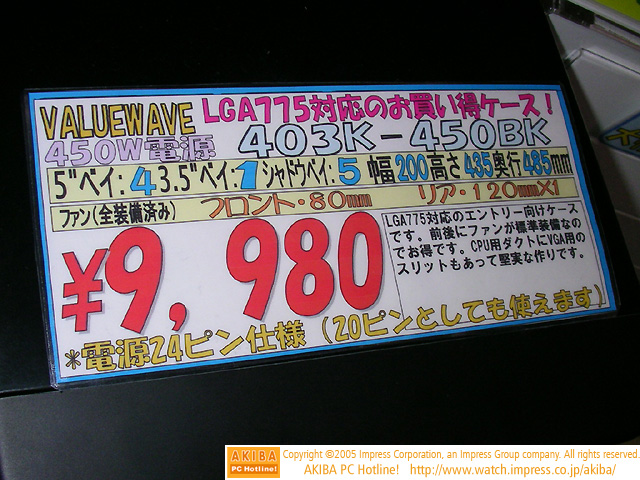 VALUEWAVE LGA775対応のお買い得ケース！
450W電源 403K-450BK
5"ベイ:4 3.5"ベイ:1 シャドウベイ:5 幅200高さ435奥行485mm
ファン(全装備済み) フロント・80mm リア・120mmX1
¥9,980
LGA775対応のエントリー向けケース
です。前後にファンが標準装備なの
でお得です。CPU用ダクトにVGA用の
スリットもあって堅実な作りです。
*電源24ピン仕様（20ピンとしても使えます）
AKIBA
PC Hotline!
Copyright ©2005 Impress Corporation, an Impress Group company. All rights reserved.
AKIBA PC Hotline! http://www.watch.impress.co.jp/akiba/